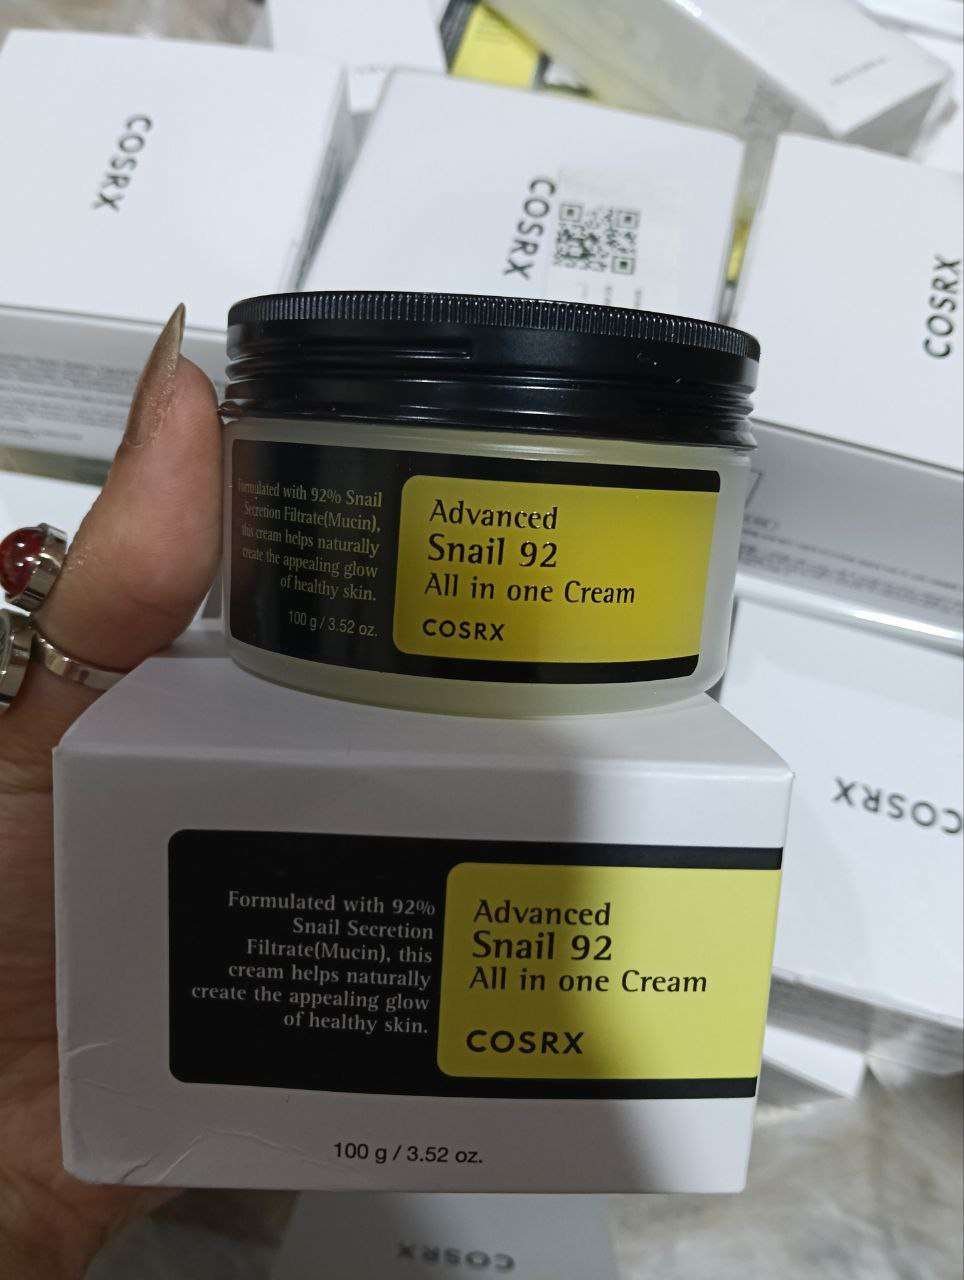 COSRX
COSRX
COSRX
Formulated with 92% Snail
Secretion Filtrate(Mucin),
this cream helps naturally
create the appealing glow
of healthy skin.
100 g / 3.52 oz.
Advanced
Snail 92
All in one Cream
COSRX
COSRX
Formulated with 92%
Snail Secretion
Filtrate(Mucin), this
cream helps naturally
create the appealing glow
of healthy skin.
Advanced
Snail 92
All in one Cream
COSRX
100 g / 3.52 oz.
COSRX